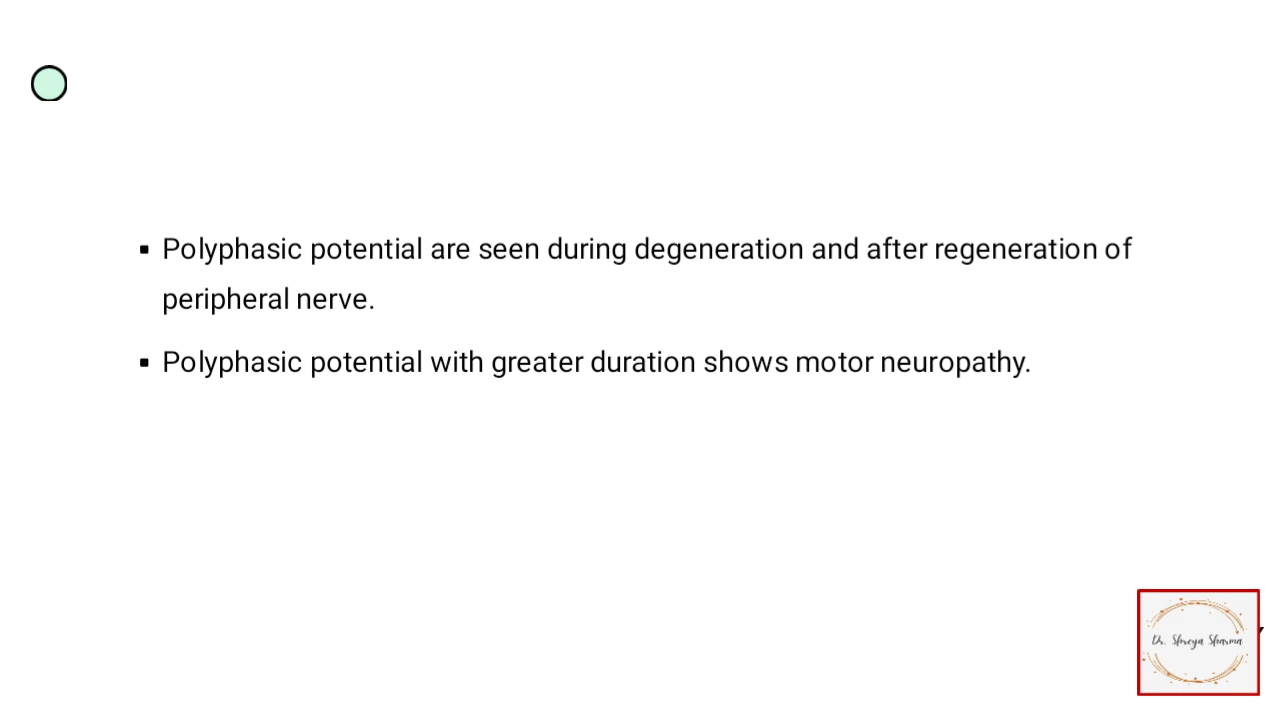 ▪ Polyphasic potential are seen during degeneration and after regeneration of
peripheral nerve.
▪ Polyphasic potential with greater duration shows motor neuropathy.
Dr. Shreya Sharma